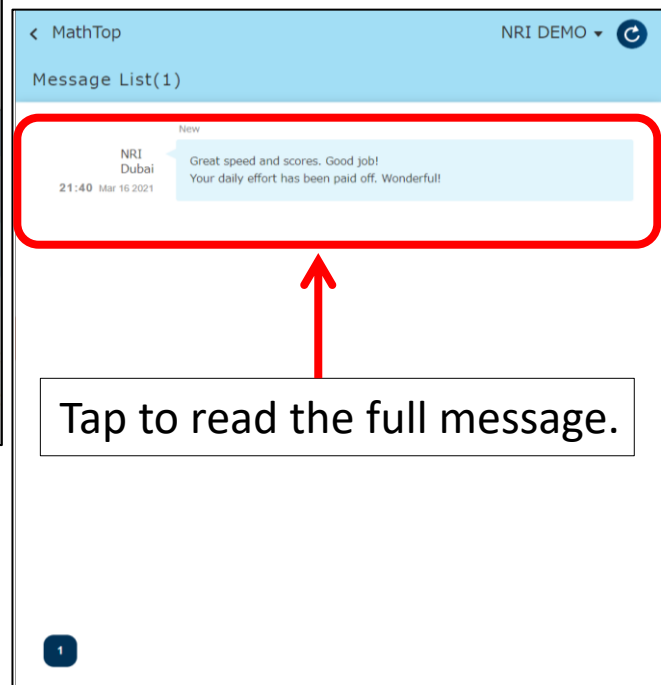 MathTop
NRI DEMO
Message List(1)
New
NRI
Dubai
21:40 Mar 16 2021
Great speed and scores. Good job!
Your daily effort has been paid off. Wonderful!
Tap to read the full message.
1